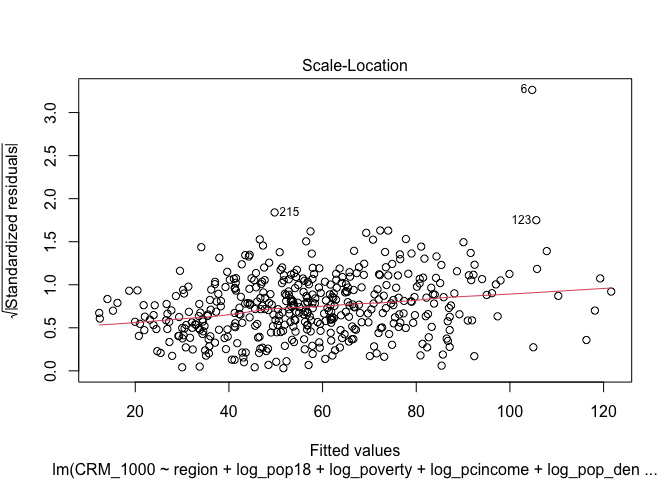 Scale-Location
√|Standardized residuals|
0.0 0.5 1.0 1.5 2.0 2.5 3.0
6
215
123
20 40 60 80 100 120
Fitted values
lm(CRM_1000 ~ region + log_pop18 + log_poverty + log_pcincome + log_pop_den ...